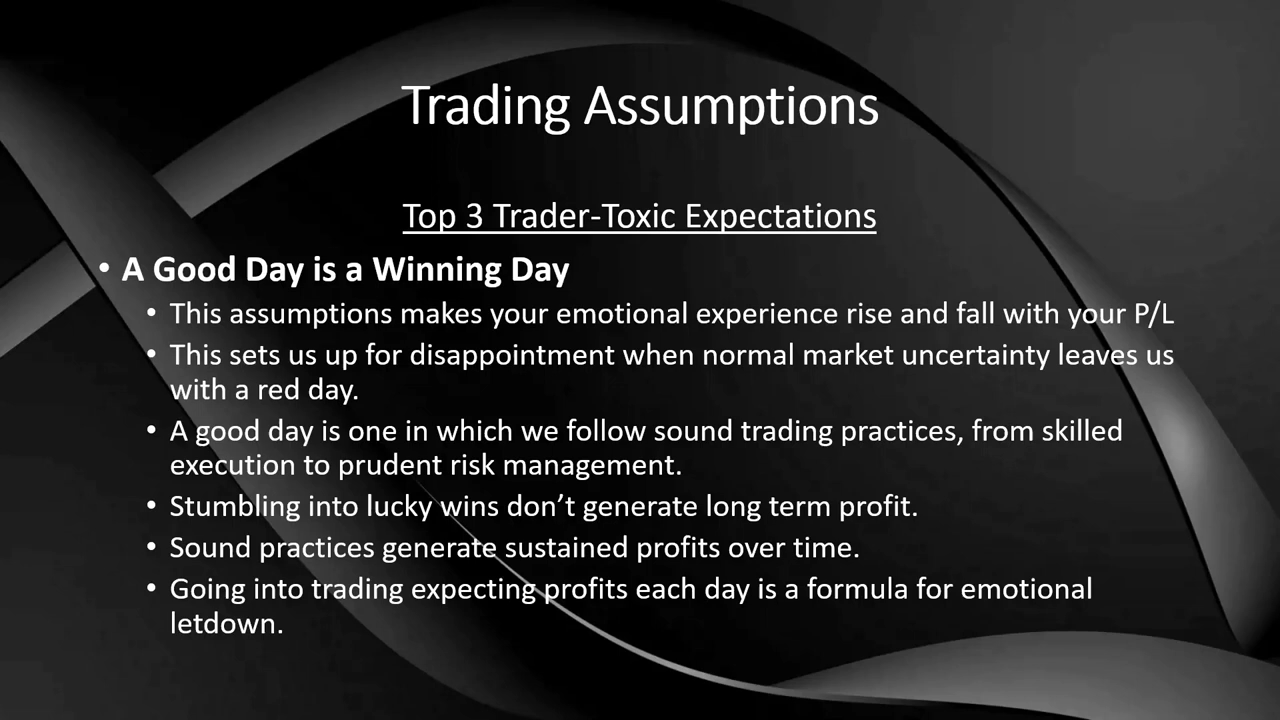 Trading Assumptions
Top 3 Trader-Toxic Expectations
• A Good Day is a Winning Day
• This assumptions makes your emotional experience rise and fall with your P/L
• This sets us up for disappointment when normal market uncertainty leaves us
with a red day.
• A good day is one in which we follow sound trading practices, from skilled
execution to prudent risk management.
• Stumbling into lucky wins don’t generate long term profit.
• Sound practices generate sustained profits over time.
• Going into trading expecting profits each day is a formula for emotional
letdown.